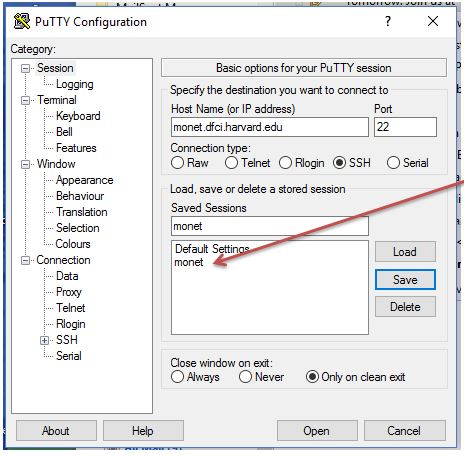 PuTTY Configuration
?
Category:
Session
Logging
Terminal
Keyboard
Bell
Features
Window
Appearance
Behaviour
Translation
Selection
Colours
Connection
Data
Proxy
Telnet
Rlogin
SSH
Serial
Basic options for your PuTTY session
Specify the destination you want to connect to
Host Name (or IP address) Port
monet.dfci.harvard.edu 22
Connection type:
Raw Telnet Rlogin SSH Serial
Load, save or delete a stored session
Saved Sessions
monet
Default Settings
monet
Load
Save
Delete
Close window on exit:
Always Never Only on clean exit
About Help Open Cancel